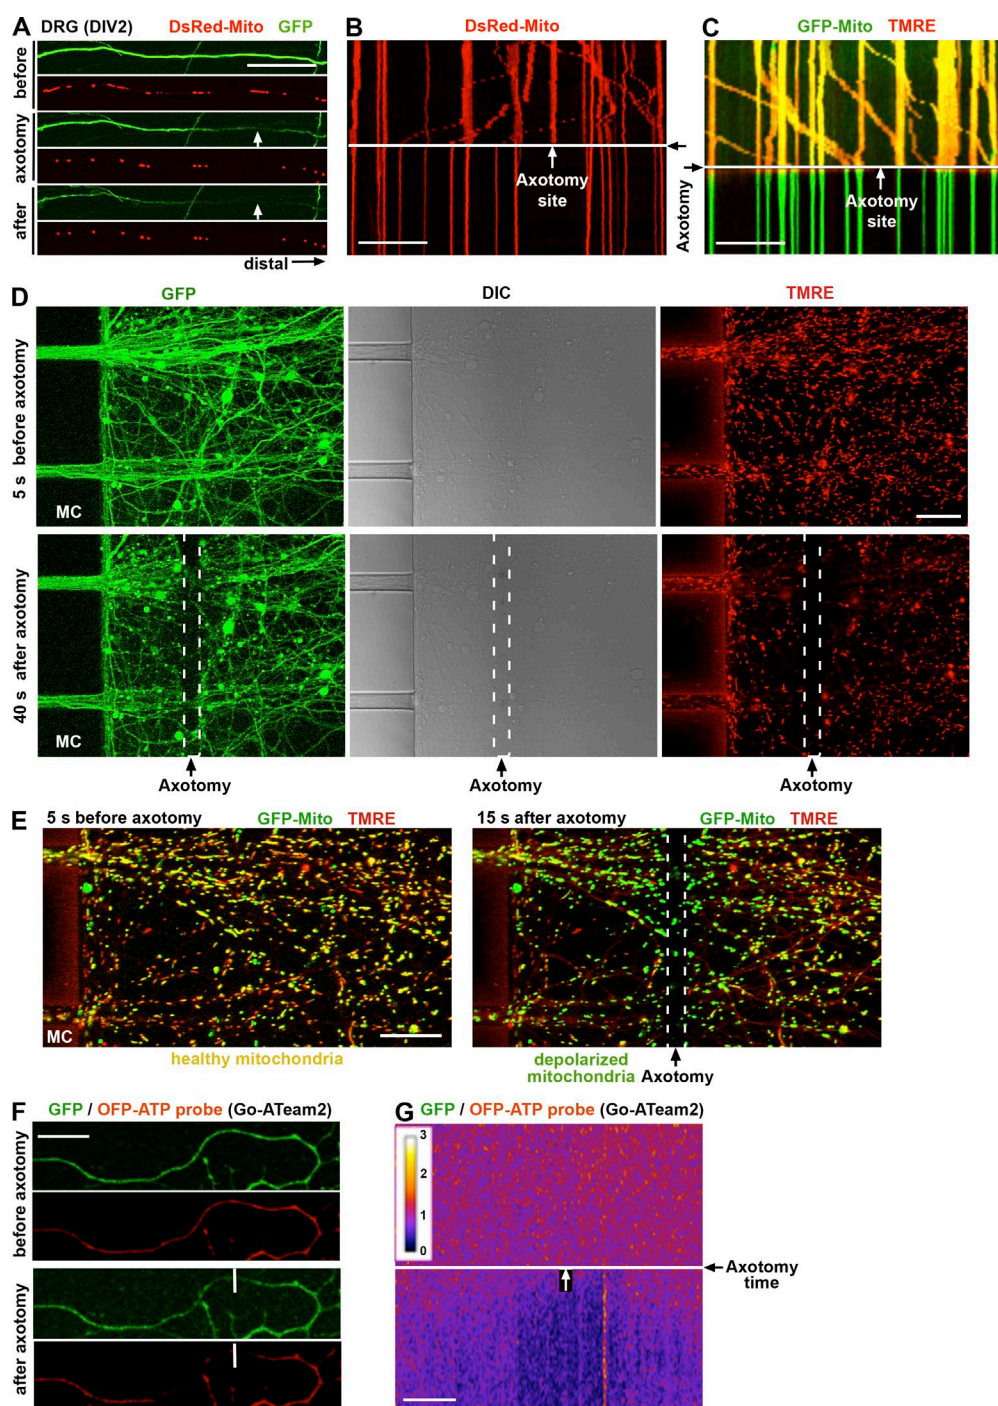 A DRG (DIV2) DsRed-Mito GFP
before
axotomy
after
distal
B DsRed-Mito
Axotomy
site
Axotomy
C GFP-Mito TMRE
Axotomy
site
D GFP DIC TMRE
5 s before axotomy
MC
40 s after axotomy
MC
Axotomy Axotomy Axotomy
E 5 s before axotomy GFP-Mito TMRE
MC
healthy mitochondria
15 s after axotomy GFP-Mito TMRE
depolarized
mitochondria Axotomy
F GFP / OFP-ATP probe (Go-ATeam2)
before axotomy
after axotomy
G GFP / OFP-ATP probe (Go-ATeam2)
3
2
1
0
Axotomy
time